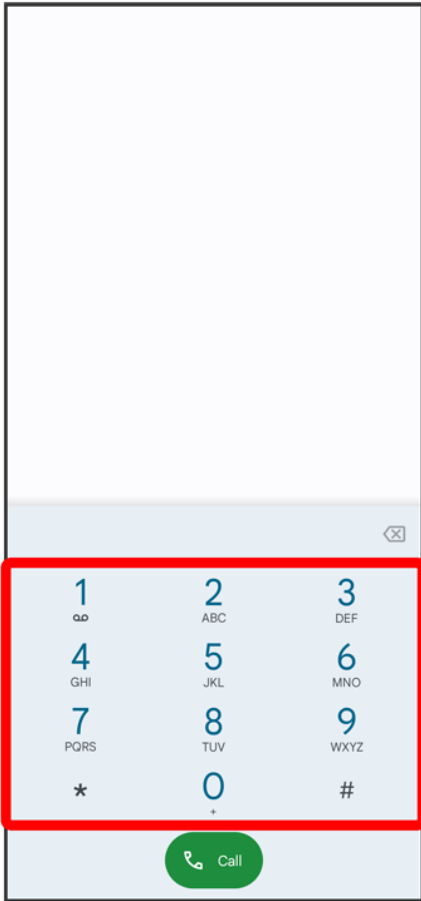 1 2 3
ABC DEF
4 5 6
GHI JKL MNO
7 8 9
PQRS TUV WXYZ
* 0 #
+
Call